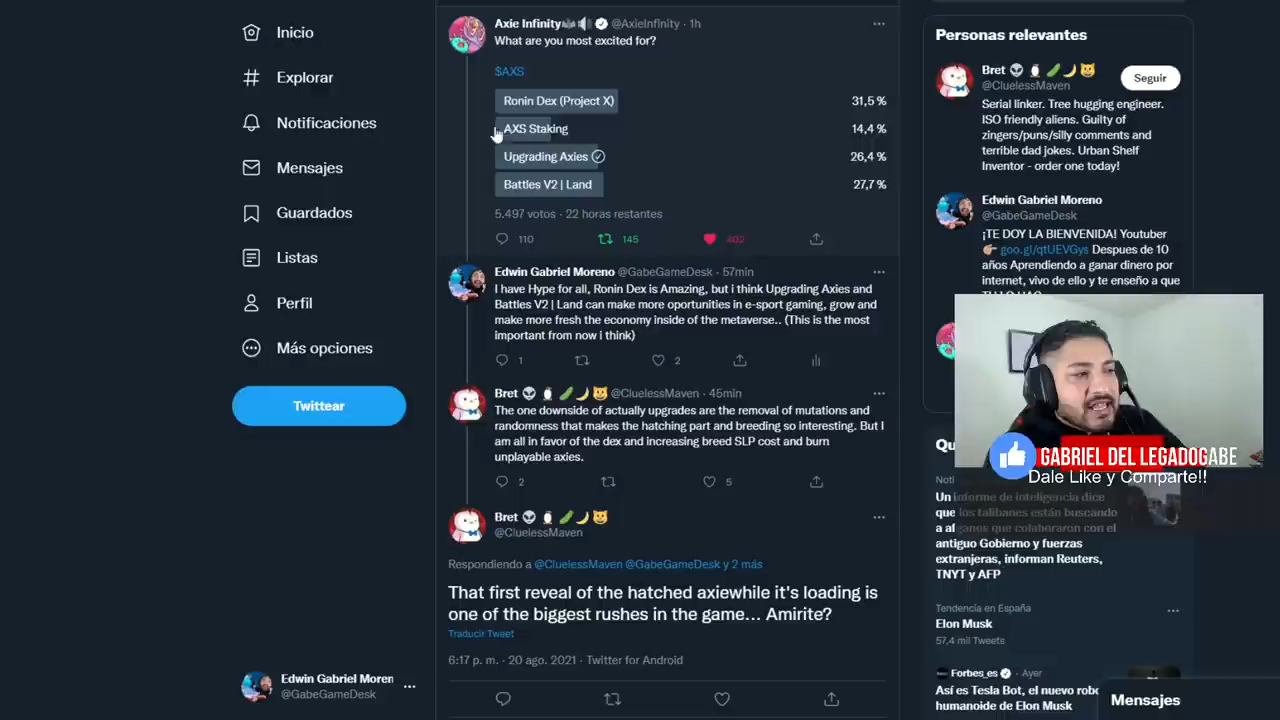 Inicio
Explorar
Notificaciones
Mensajes
Guardados
Listas
Perfil
Más opciones
Twittear
Edwin Gabriel Moren
@GabeGameDesk
Axie Infinity @AxieInfinity · 1h
What are you most excited for?
$AXS
Ronin Dex (Project X) 31,5 %
AXS Staking 14,4 %
Upgrading Axies 26,4 %
Battles V2 | Land 27,7 %
5.497 votos · 22 horas restantes
110 145 402
Edwin Gabriel Moreno @GabeGameDesk · 57min
I have Hype for all, Ronin Dex is Amazing, but i think Upgrading Axies and
Battles V2 | Land can make more oportunities in e-sport gaming, grow and
make more fresh the economy inside of the metaverse.. (This is the most
important from now i think)
1 2
Bret @CluelessMaven · 45min
The one downside of actually upgrades are the removal of mutations and
randomness that makes the hatching part and breeding so interesting. But I
am all in favor of the dex and increasing breed SLP cost and burn
unplayable axies.
2 5
Bret
@CluelessMaven
Respondiendo a @CluelessMaven @GabeGameDesk y 2 más
That first reveal of the hatched axiewhile it's loading is
one of the biggest rushes in the game... Amirite?
Traducir Tweet
6:17 p. m. · 20 ago. 2021 · Twitter for Android
Personas relevantes
Bret
@CluelessMaven
Seguir
Serial linker. Tree hugging engineer.
ISO friendly aliens. Guilty of
zingers/puns/silly comments and
terrible dad jokes. Urban Shelf
Inventor - order one today!
Edwin Gabriel Moreno
@GabeGameDesk
¡TE DOY LA BIENVENIDA! Youtuber
goo.gl/qtUEVGys Despues de 10
años Aprendiendo a ganar dinero por
internet, vivo de ello y te enseño a que
GABRIEL DEL LEGADOGABE
Dale Like y Comparte!!
Qu
Noti
Un informe de inteligencia dice
que los talibanes están buscando
a afganos que colaboraron con el
antiguo Gobierno y fuerzas
extranjeras, informan Reuters,
TNYT y AFP
Tendencia en España
Elon Musk
57,4 mil Tweets
Forbes_es · Ayer
Así es Tesla Bot, el nuevo robo
humanoide de Elon Musk
Mensajes